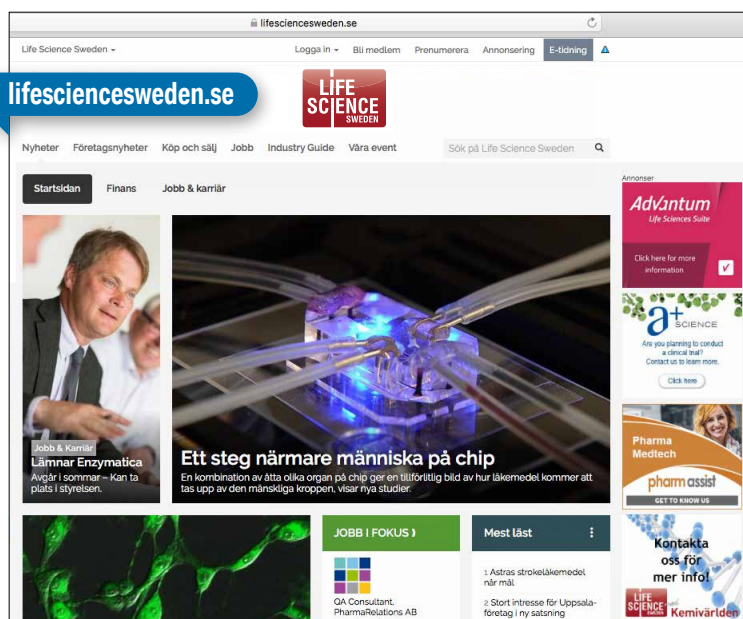 lifesciencesweden.se
Life Science Sweden
Logga in
Bli medlem
Prenumerera
Annonsering
E-tidning
lifesciencesweden.se
LIFE
SCIENCE
SWEDEN
Nyheter
Företagsnyheter
Köp och sälj
Jobb
Industry Guide
Våra event
Sök på Life Science Sweden
Startsidan
Finans
Jobb & karriär
Jobb & Karriär
Lämnar Enzymatica
Avgår i sommar – Kan ta
plats i styrelsen.
Ett steg närmare människa på chip
En kombination av åtta olika organ på chip ger en tillförlitlig bild av hur läkemedel kommer att
tas upp av den mänskliga kroppen, visar nya studier.
JOBB I FOKUS
QA Consultant,
PharmaRelations AB
Mest läst
1 Astras strokeläkemedel
når mål
2 Stort intresse för Uppsala-
företag i ny satsning
Annonser
Advantum
Life Sciences Suite
Click here for more
information
a+
SCIENCE
Are you planning to conduct
a clinical trial?
Contact us to learn more.
Click here
Pharma
Medtech
pharm assist
GET TO KNOW US
Kontakta
oss för
mer info!
LIFE
SCIENCE
Kemivärlden